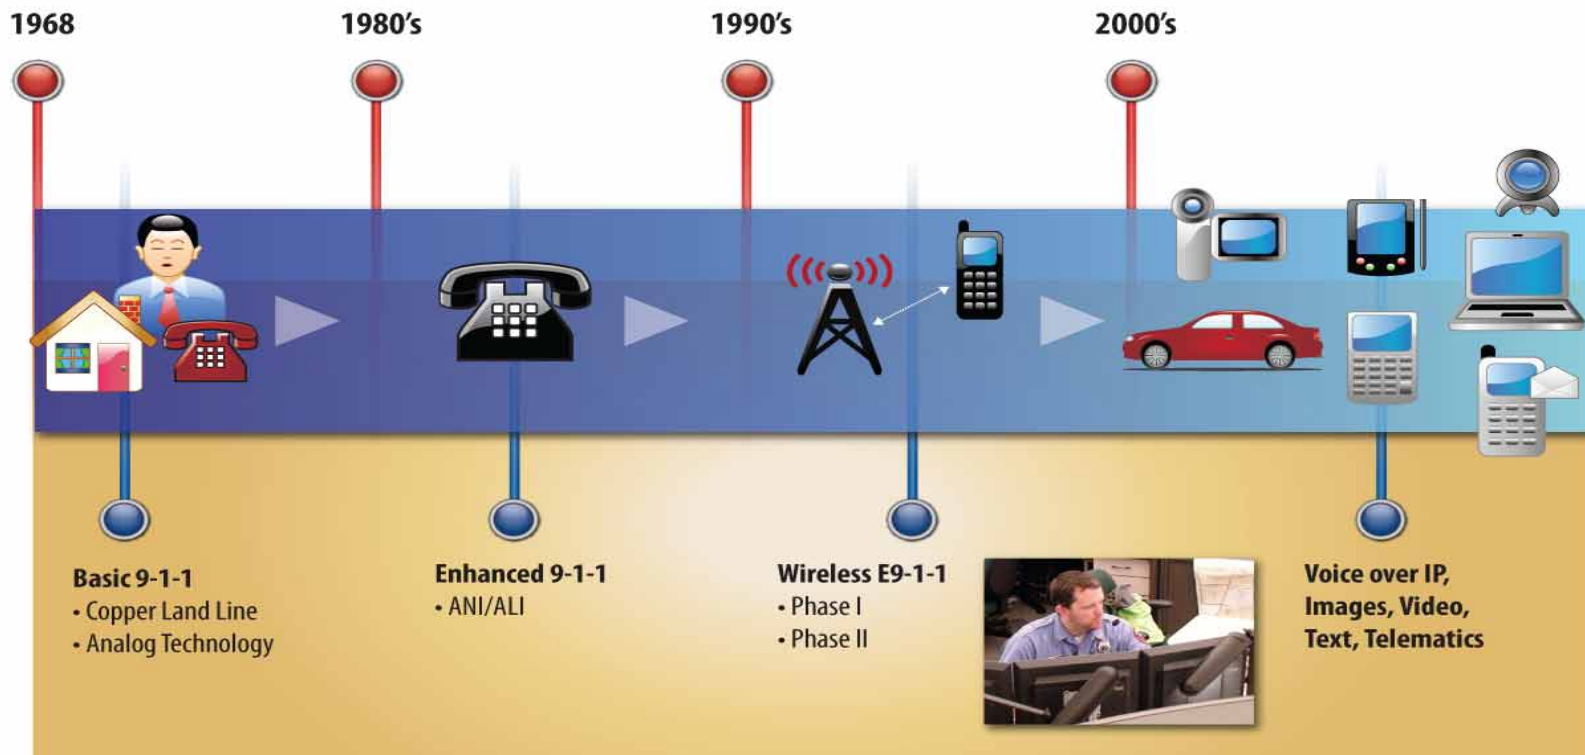 1968
1980's
1990's
2000's
Basic 9-1-1
• Copper Land Line
• Analog Technology
Enhanced 9-1-1
• ANI/ALI
Wireless E9-1-1
• Phase I
• Phase II
Voice over IP,
Images, Video,
Text, Telematics